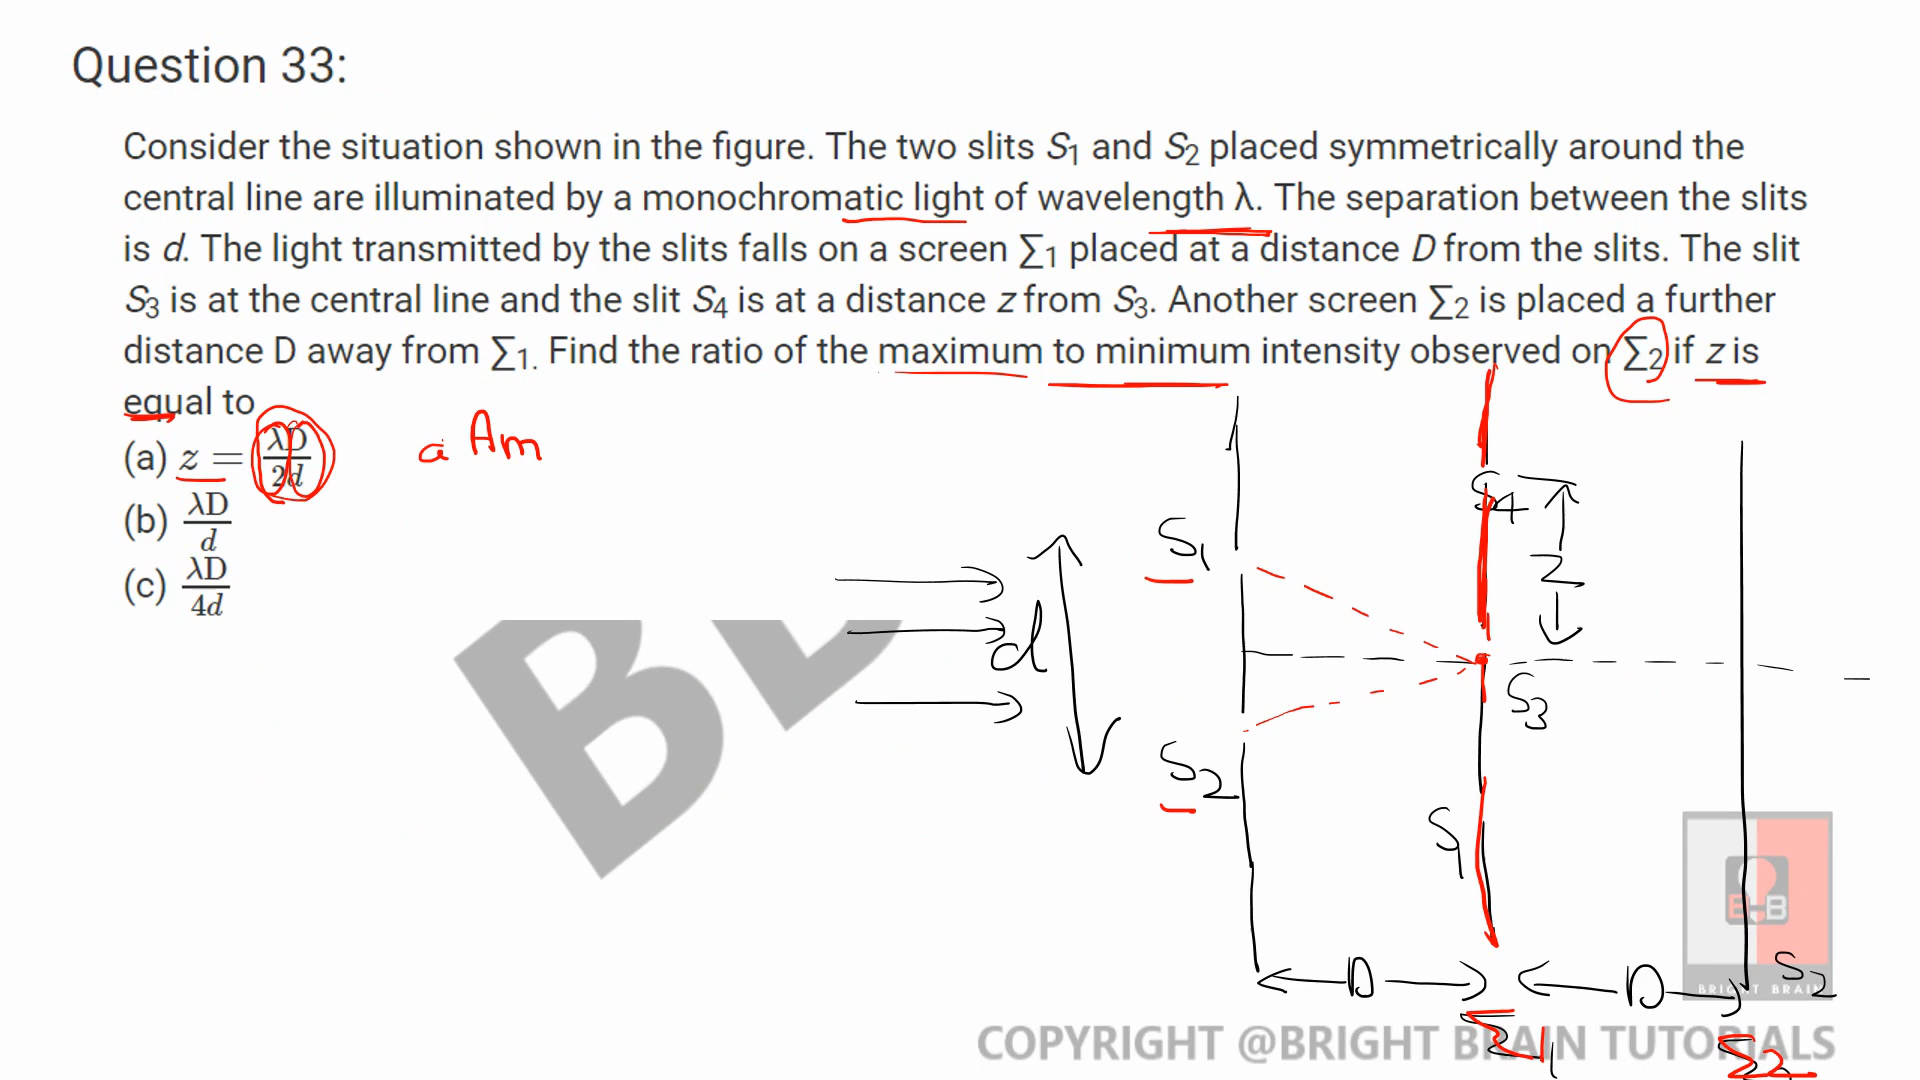 Question 33:
Consider the situation shown in the figure. The two slits S1 and S2 placed symmetrically around the
central line are illuminated by a monochromatic light of wavelength λ. The separation between the slits
is d. The light transmitted by the slits falls on a screen ∑1 placed at a distance D from the slits. The slit
S3 is at the central line and the slit S4 is at a distance z from S3. Another screen ∑2 is placed a further
distance D away from ∑1. Find the ratio of the maximum to minimum intensity observed on ∑2 if z is
equal to
(a) z = λD/2d
(b) λD/d
(c) λD/4d
a Am
S1
S2
d
S4
Z
S3
S1
D
D
S2
∑1
∑2
BRIGHT BRAIN
COPYRIGHT @BRIGHT BRAIN TUTORIALS